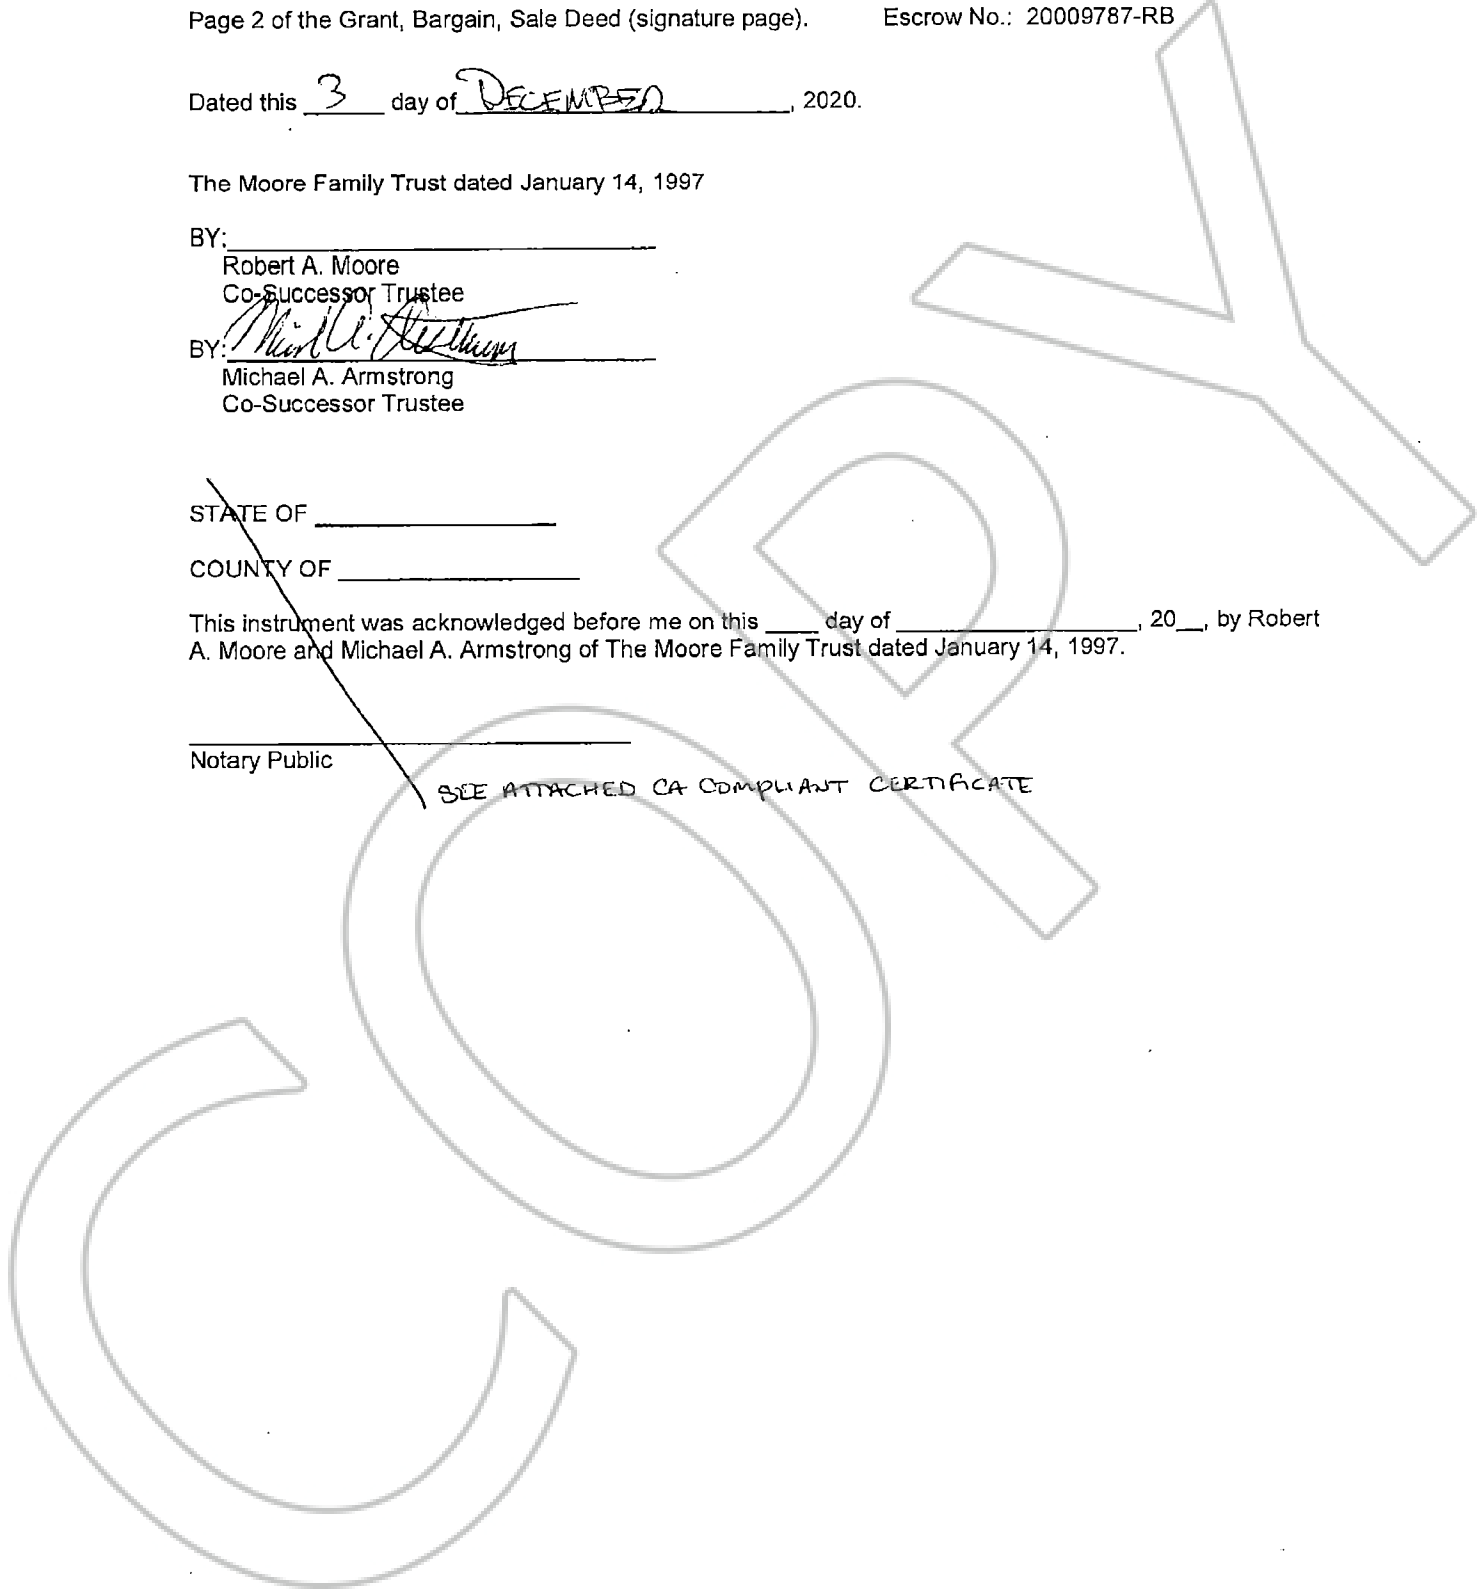 Page 2 of the Grant, Bargain, Sale Deed (signature page). Escrow No.: 20009787-RB
Dated this 3 day of DECEMBER, 2020.
The Moore Family Trust dated January 14, 1997
BY:
Robert A. Moore
Co-Successor Trustee
BY:
Michael A. Armstrong
Co-Successor Trustee
STATE OF
COUNTY OF
This instrument was acknowledged before me on this ____ day of ____, 20__, by Robert
A. Moore and Michael A. Armstrong of The Moore Family Trust dated January 14, 1997.
Notary Public
SEE ATTACHED CA COMPLIANT CERTIFICATE
COPY